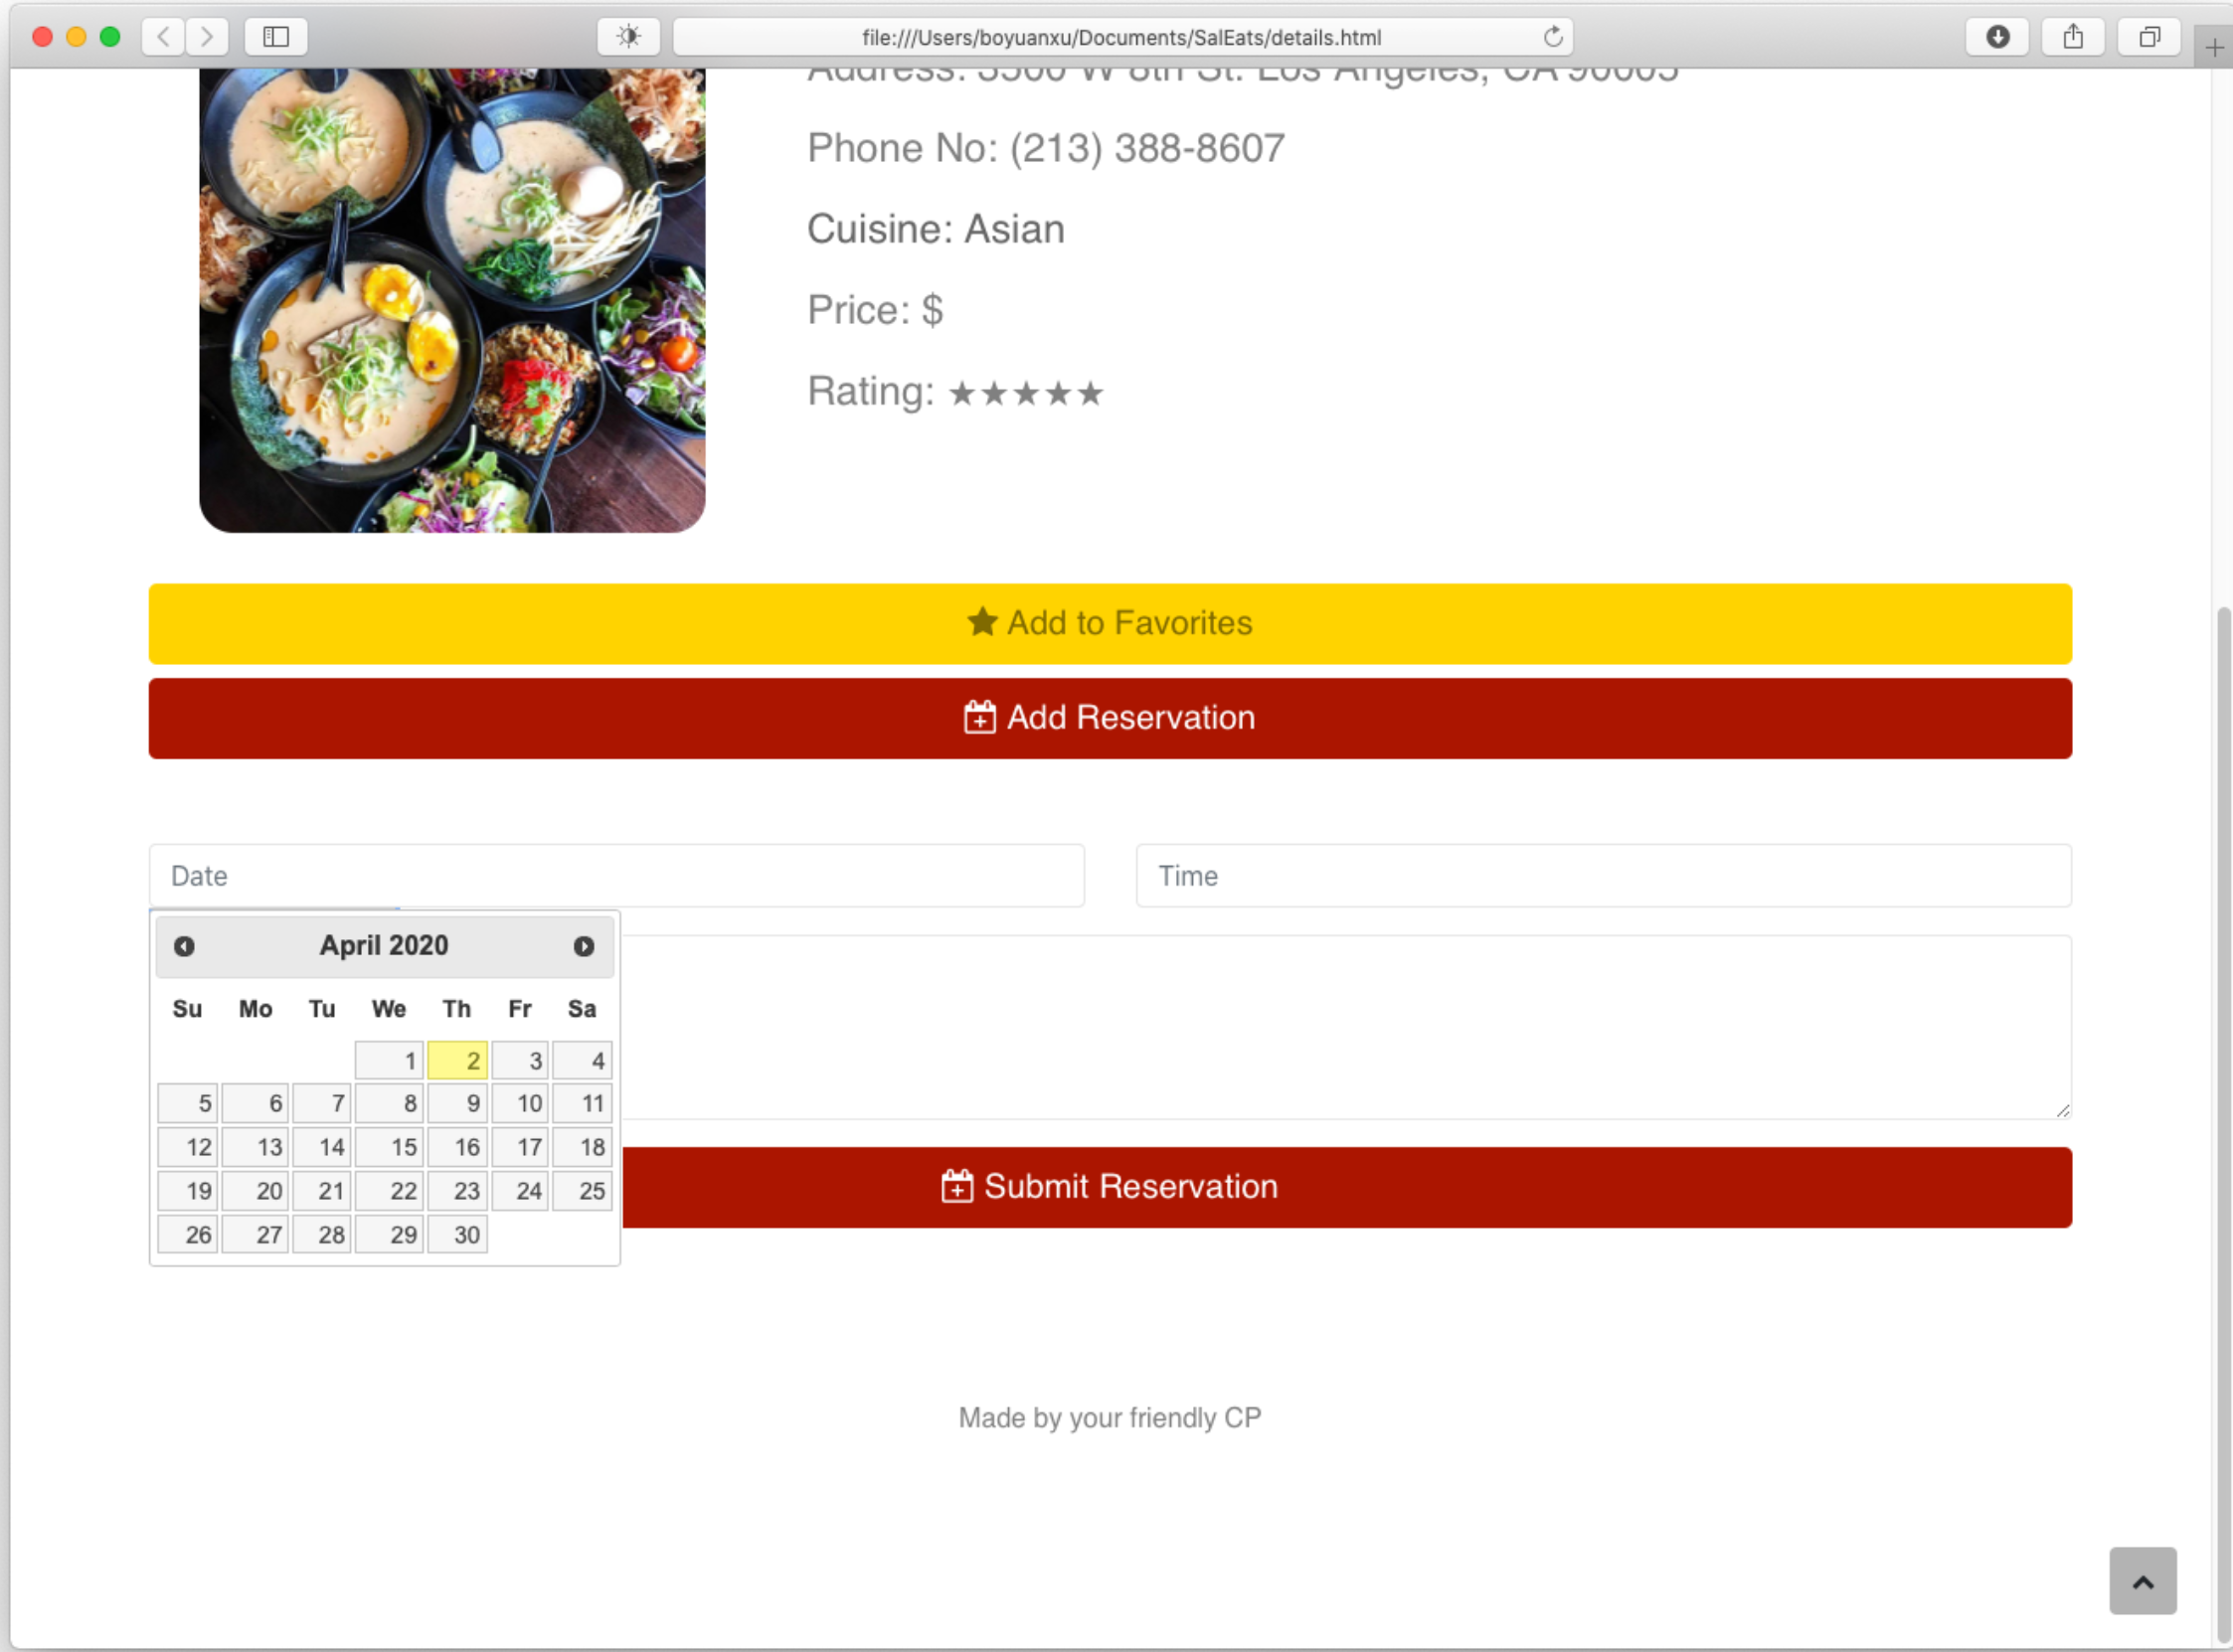 file:///Users/boyuanxu/Documents/SalEats/details.html
Address: 3500 W 8th St. Los Angeles, CA 90005
Phone No: (213) 388-8607
Cuisine: Asian
Price: $
Rating: ★★★★★
★ Add to Favorites
Add Reservation
Date
Time
April 2020
Su Mo Tu We Th Fr Sa
1 2 3 4
5 6 7 8 9 10 11
12 13 14 15 16 17 18
19 20 21 22 23 24 25
26 27 28 29 30
Submit Reservation
Made by your friendly CP